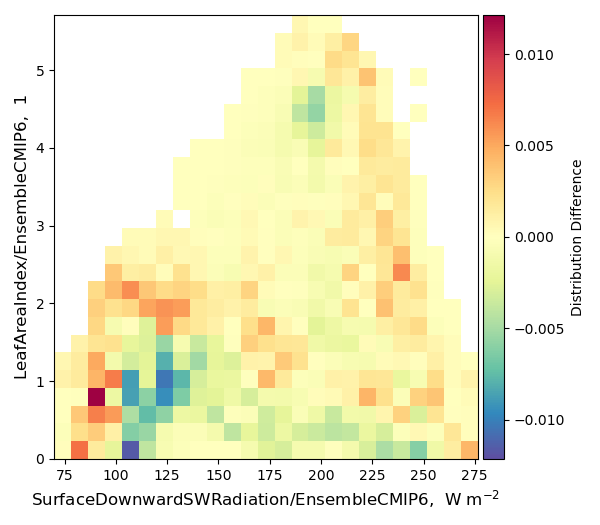 5
4
3
2
1
0
75 100 125 150 175 200 225 250 275
LeafAreaIndex/EnsembleCMIP6, 1
SurfaceDownwardSWRadiation/EnsembleCMIP6, W m⁻²
0.010
0.005
0.000
−0.005
−0.010
Distribution Difference